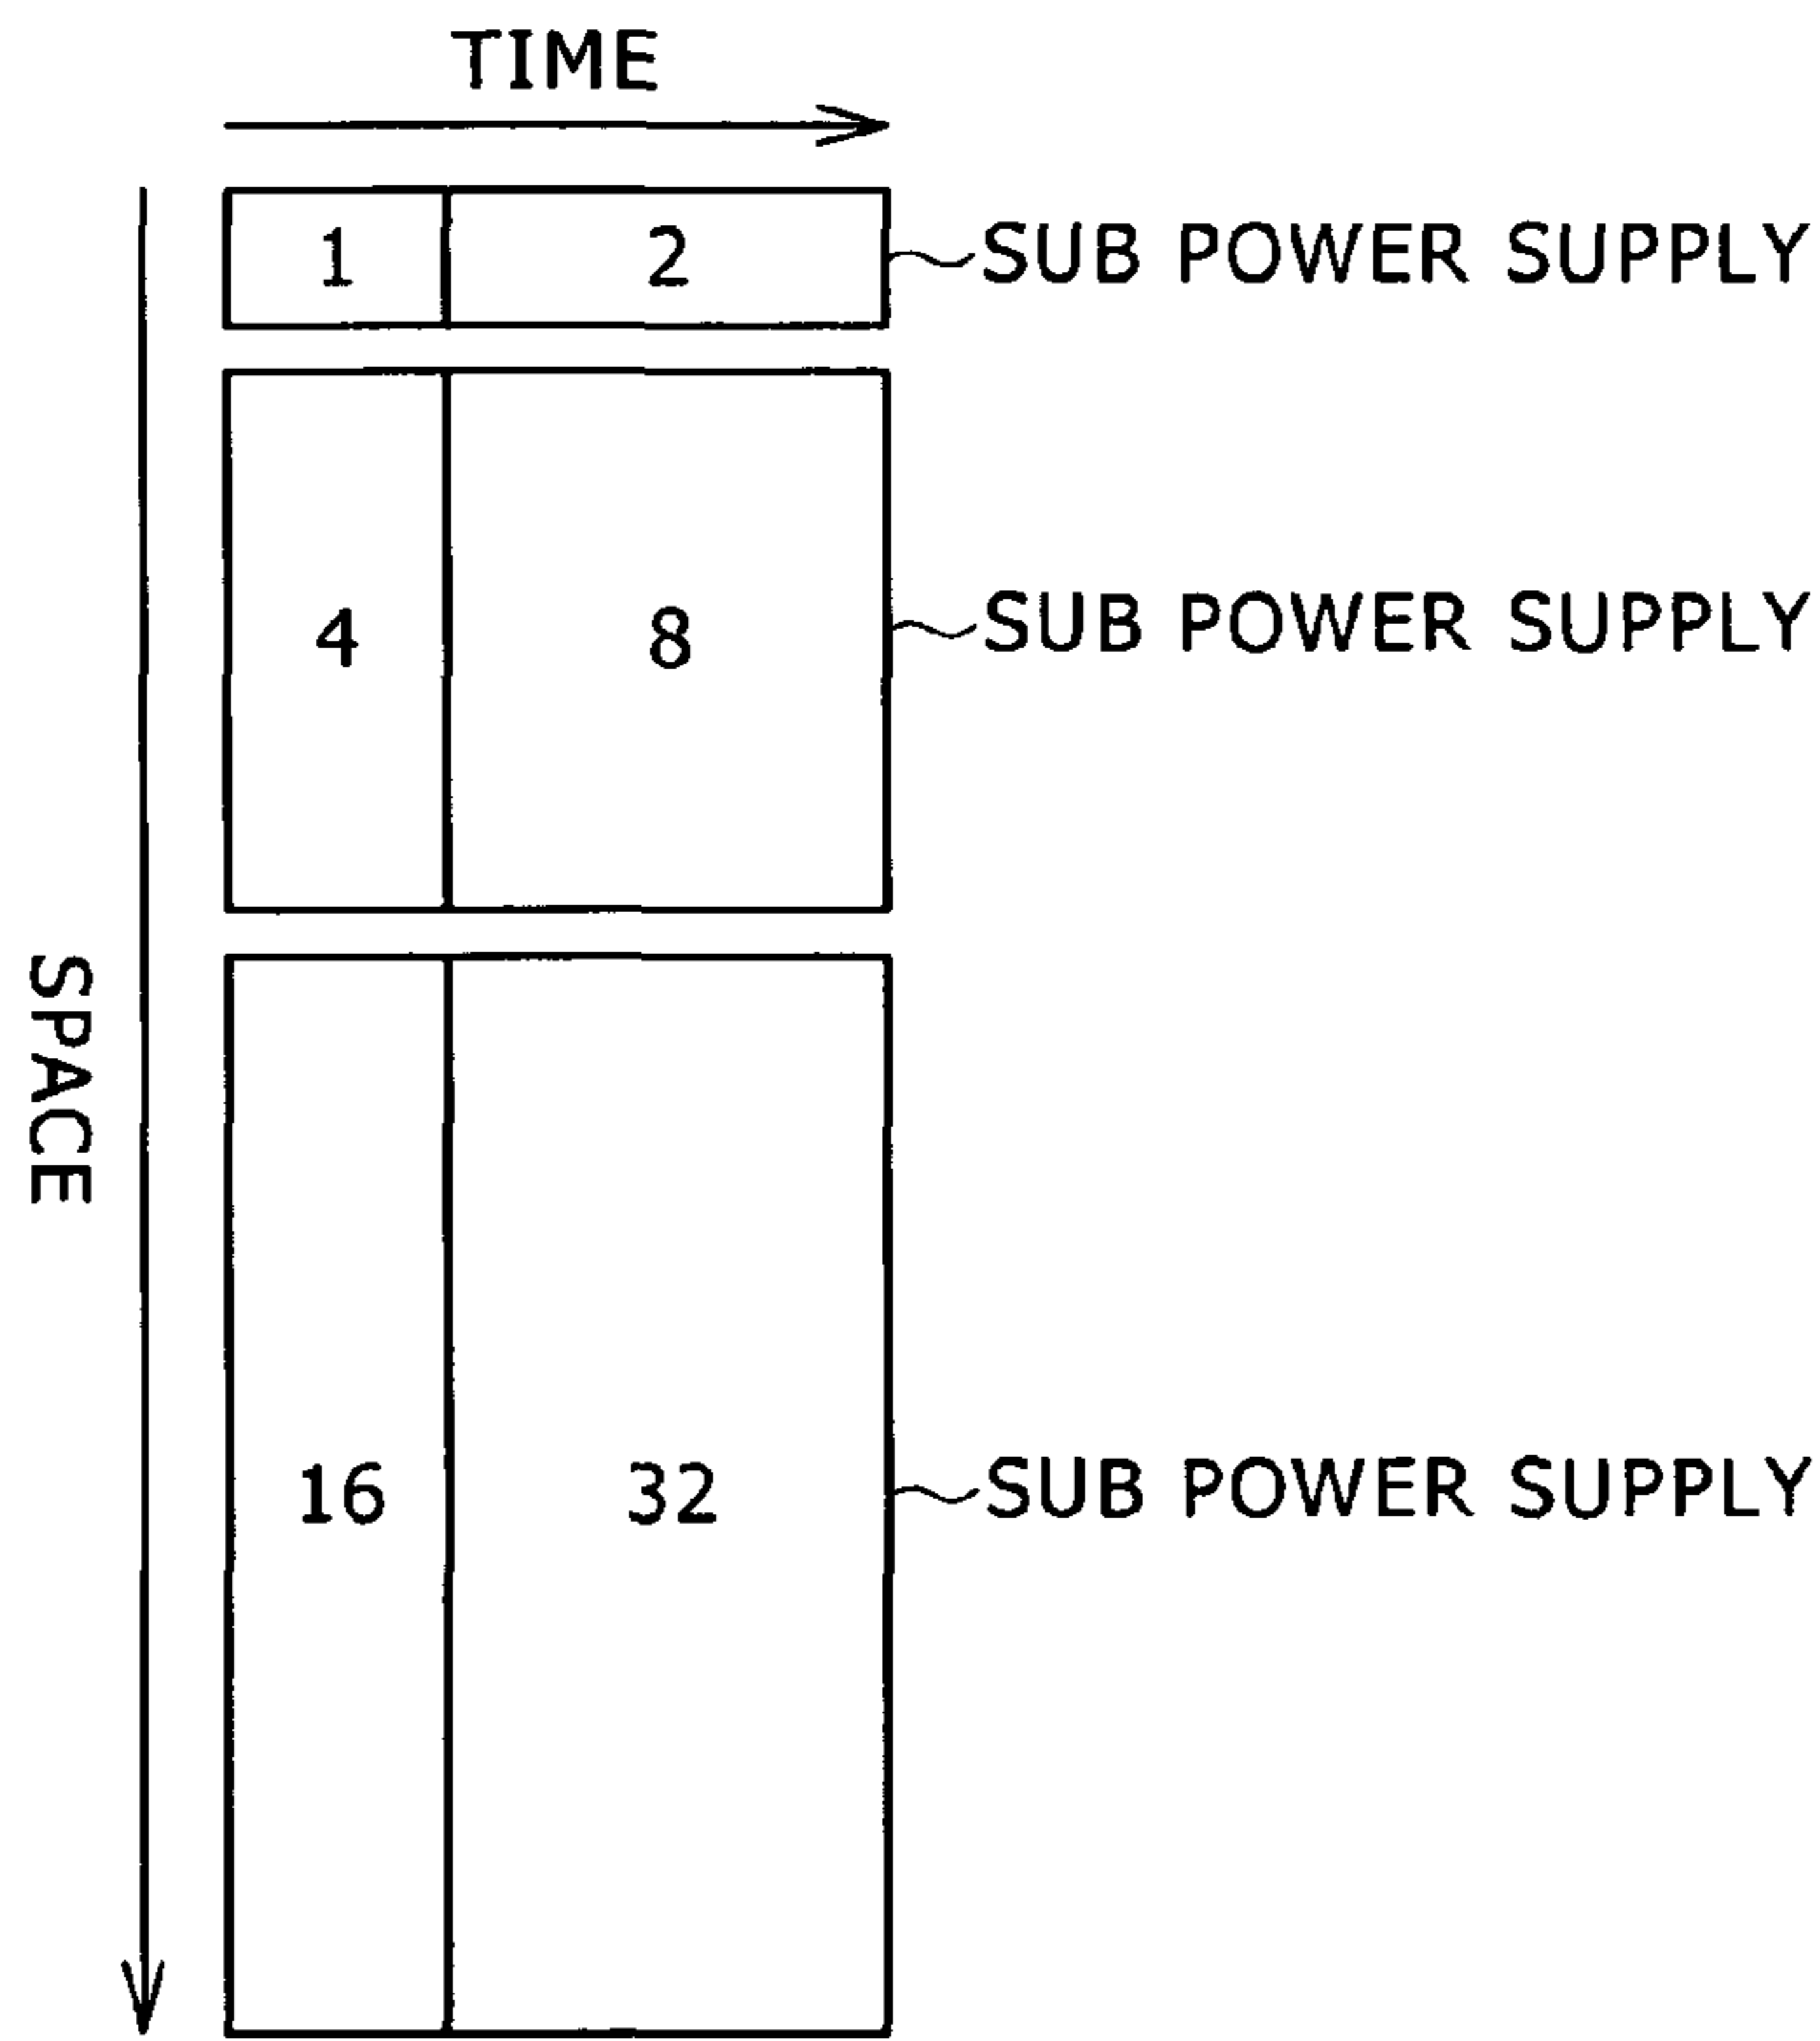 TIME
1 2 SUB POWER SUPPLY
4 8 SUB POWER SUPPLY
SPACE
16 32 SUB POWER SUPPLY